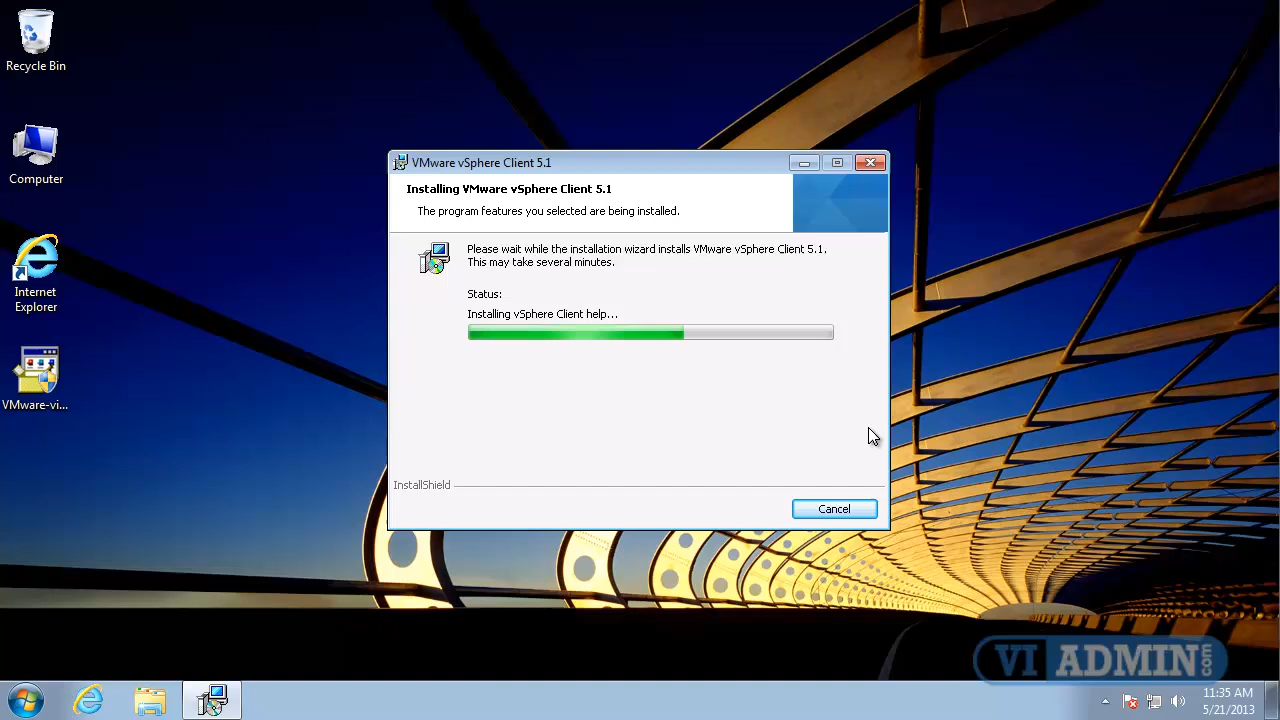 Recycle Bin
Computer
Internet
Explorer
VMware-vi...
VMware vSphere Client 5.1
Installing VMware vSphere Client 5.1
The program features you selected are being installed.
Please wait while the installation wizard installs VMware vSphere Client 5.1.
This may take several minutes.
Status:
Installing vSphere Client help...
InstallShield
Cancel
VI ADMIN.com
11:35 AM
5/21/2013